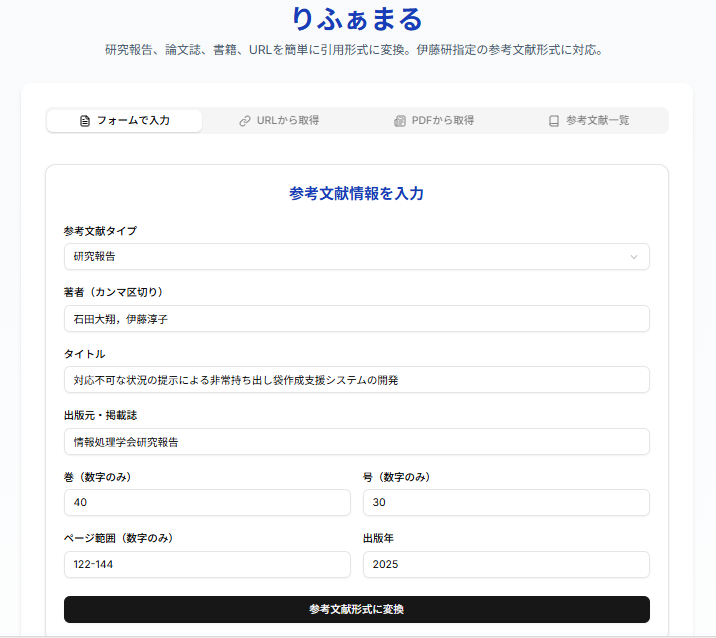 りふぁまる
研究報告、論文誌、書籍、URLを簡単に引用形式に変換。伊藤研指定の参考文献形式に対応。
フォームで入力 URLから取得 PDFから取得 参考文献一覧
参考文献情報を入力
参考文献タイプ
研究報告
著者（カンマ区切り）
石田大翔，伊藤淳子
タイトル
対応不可な状況の提示による非常持ち出し袋作成支援システムの開発
出版元・掲載誌
情報処理学会研究報告
巻（数字のみ） 号（数字のみ）
40 30
ページ範囲（数字のみ） 出版年
122-144 2025
参考文献形式に変換